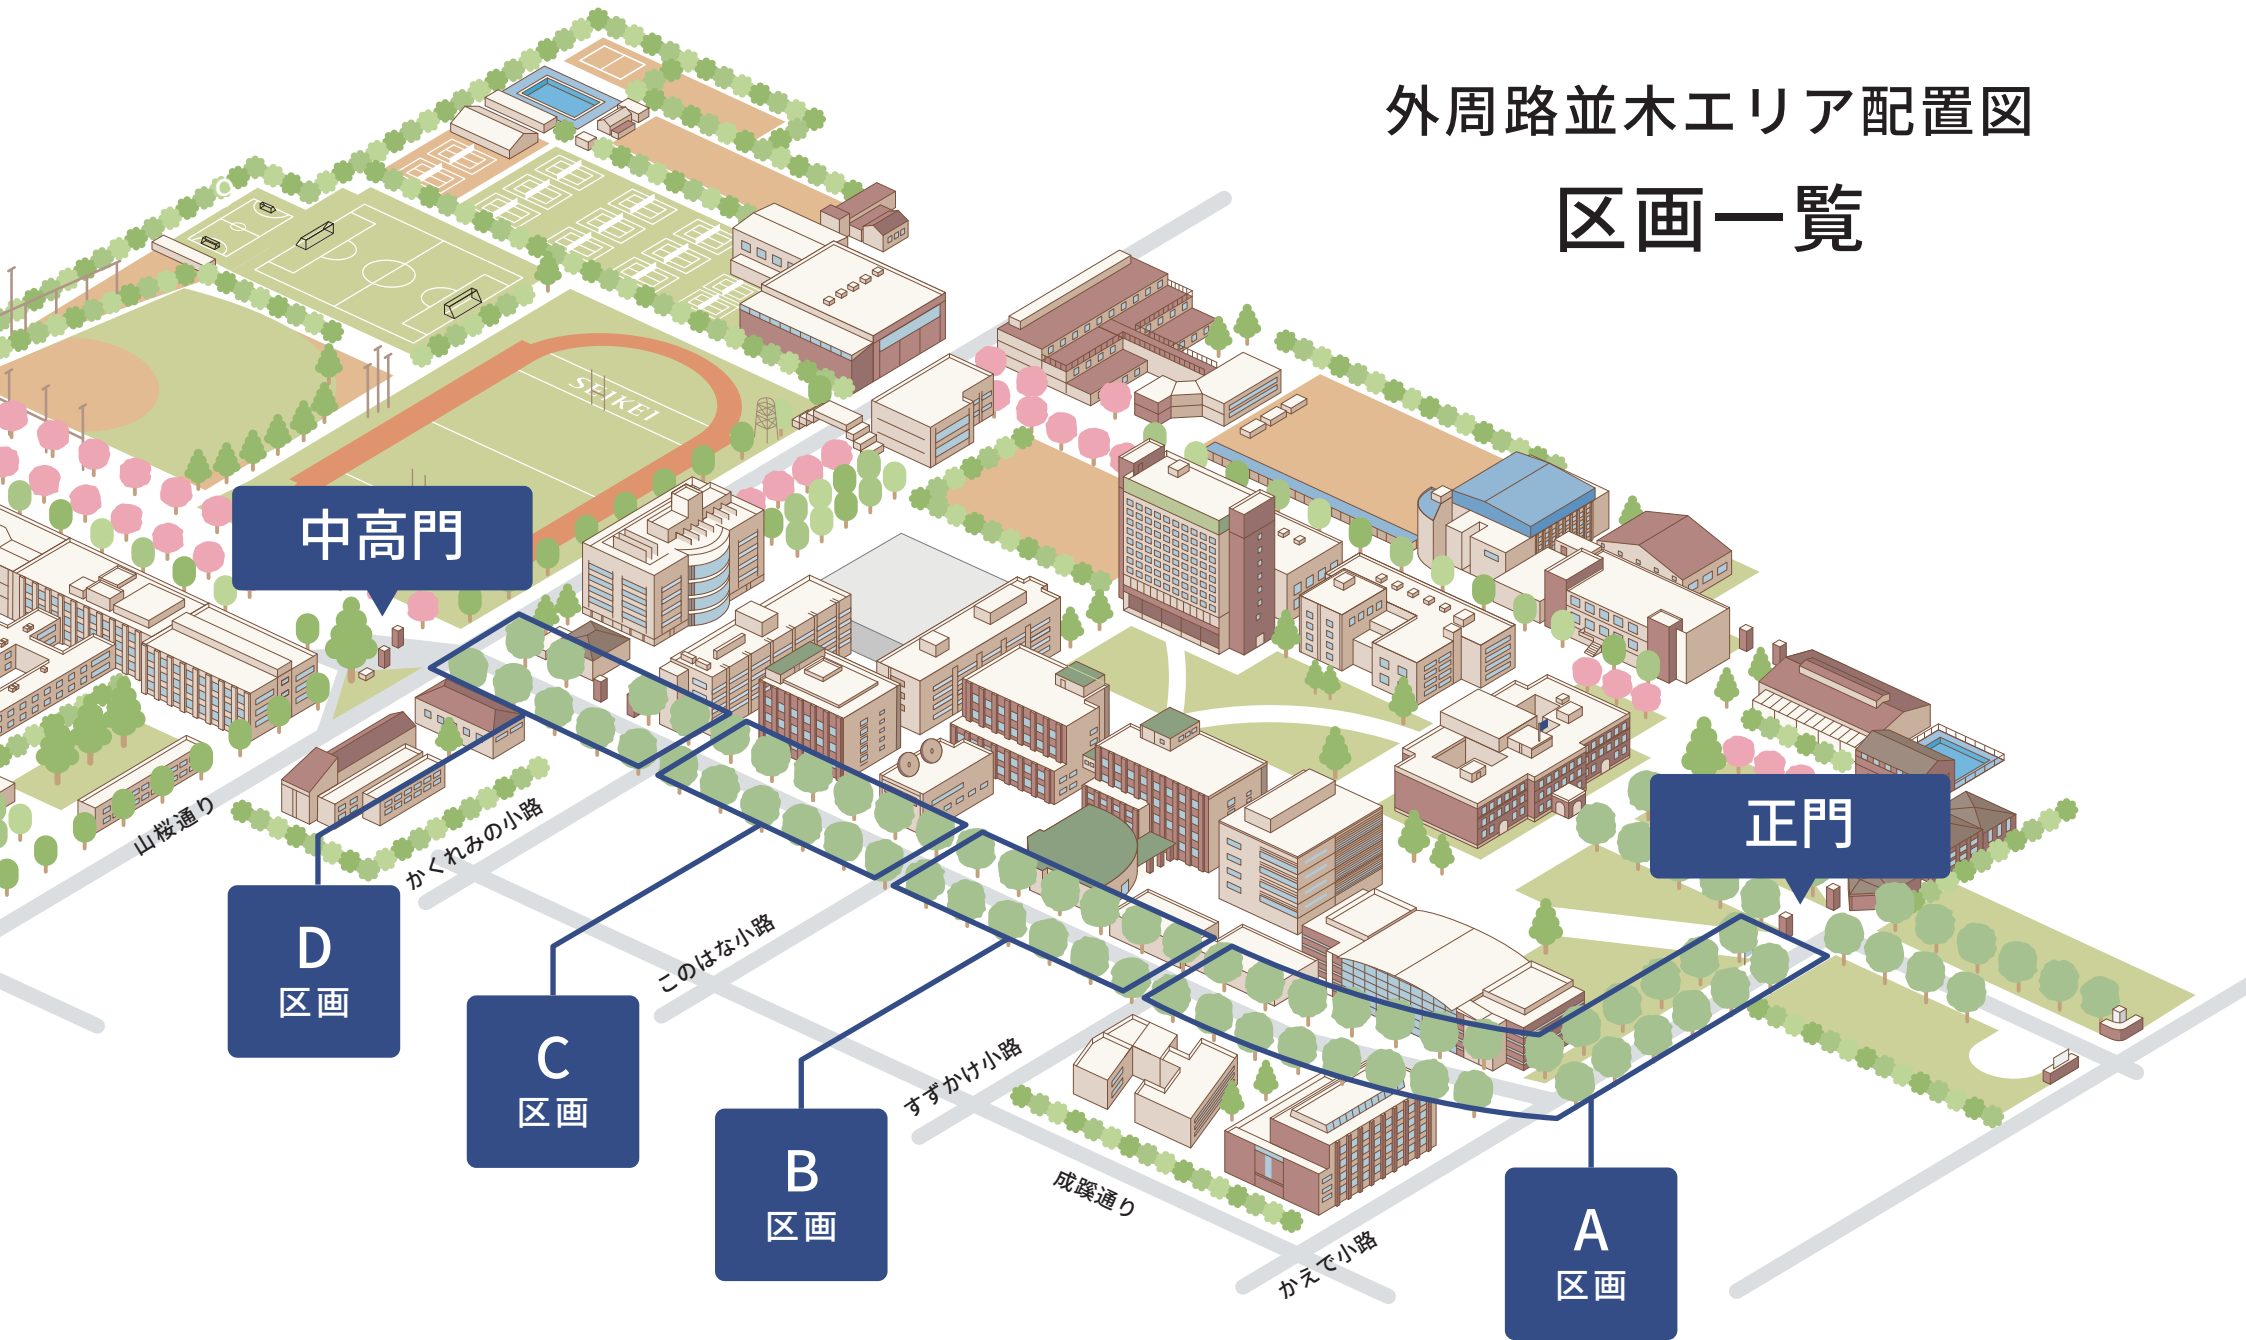 外周路並木エリア配置図
区画一覧
SEIKEI
中高門
正門
山桜通り
かくれみの小路
このはな小路
すずかけ小路
成蹊通り
かえで小路
D
区画
C
区画
B
区画
A
区画